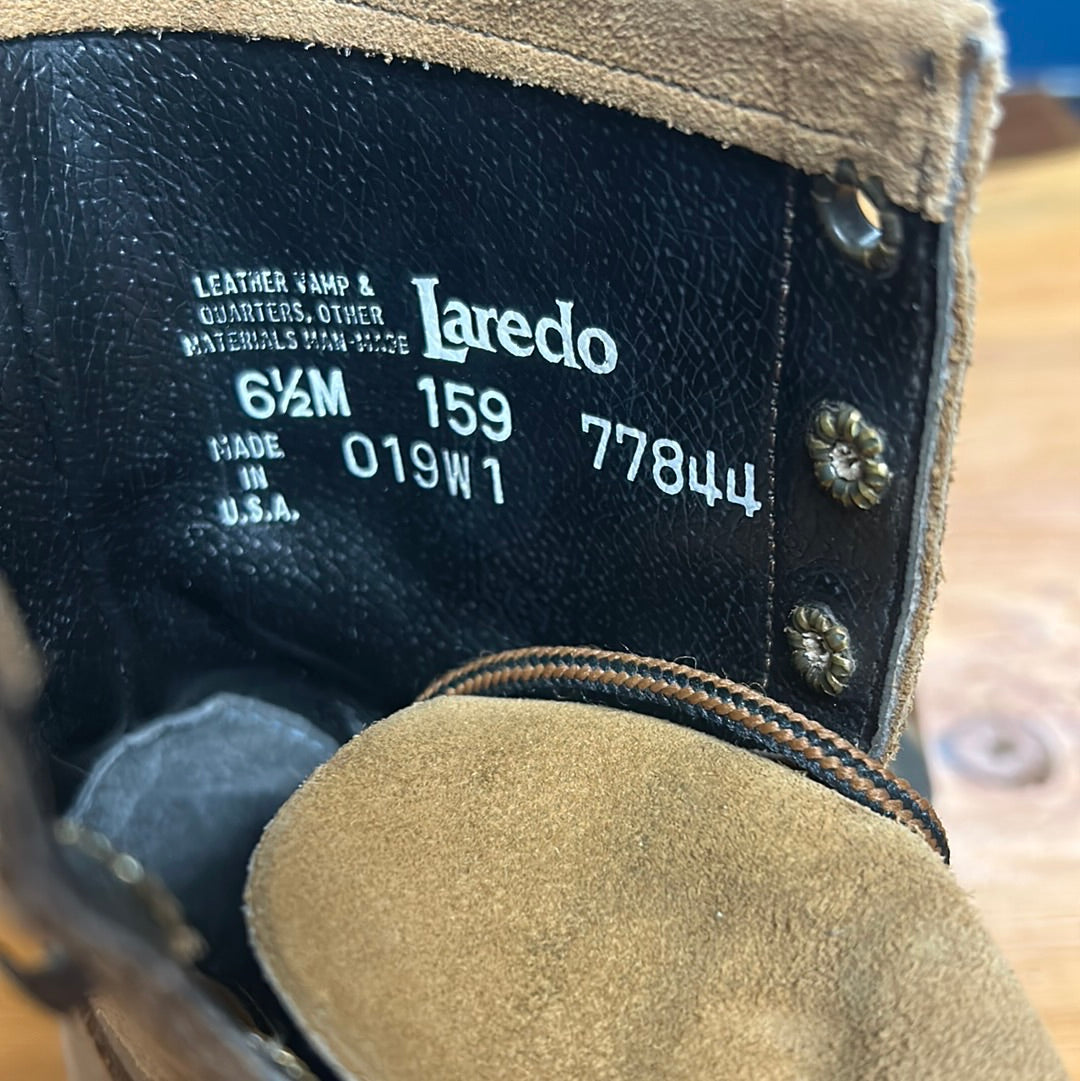 LEATHER VAMP &
QUARTERS, OTHER
MATERIALS MAN-MADE
Laredo
6½M 159 77844
MADE
IN
U.S.A.
019W1